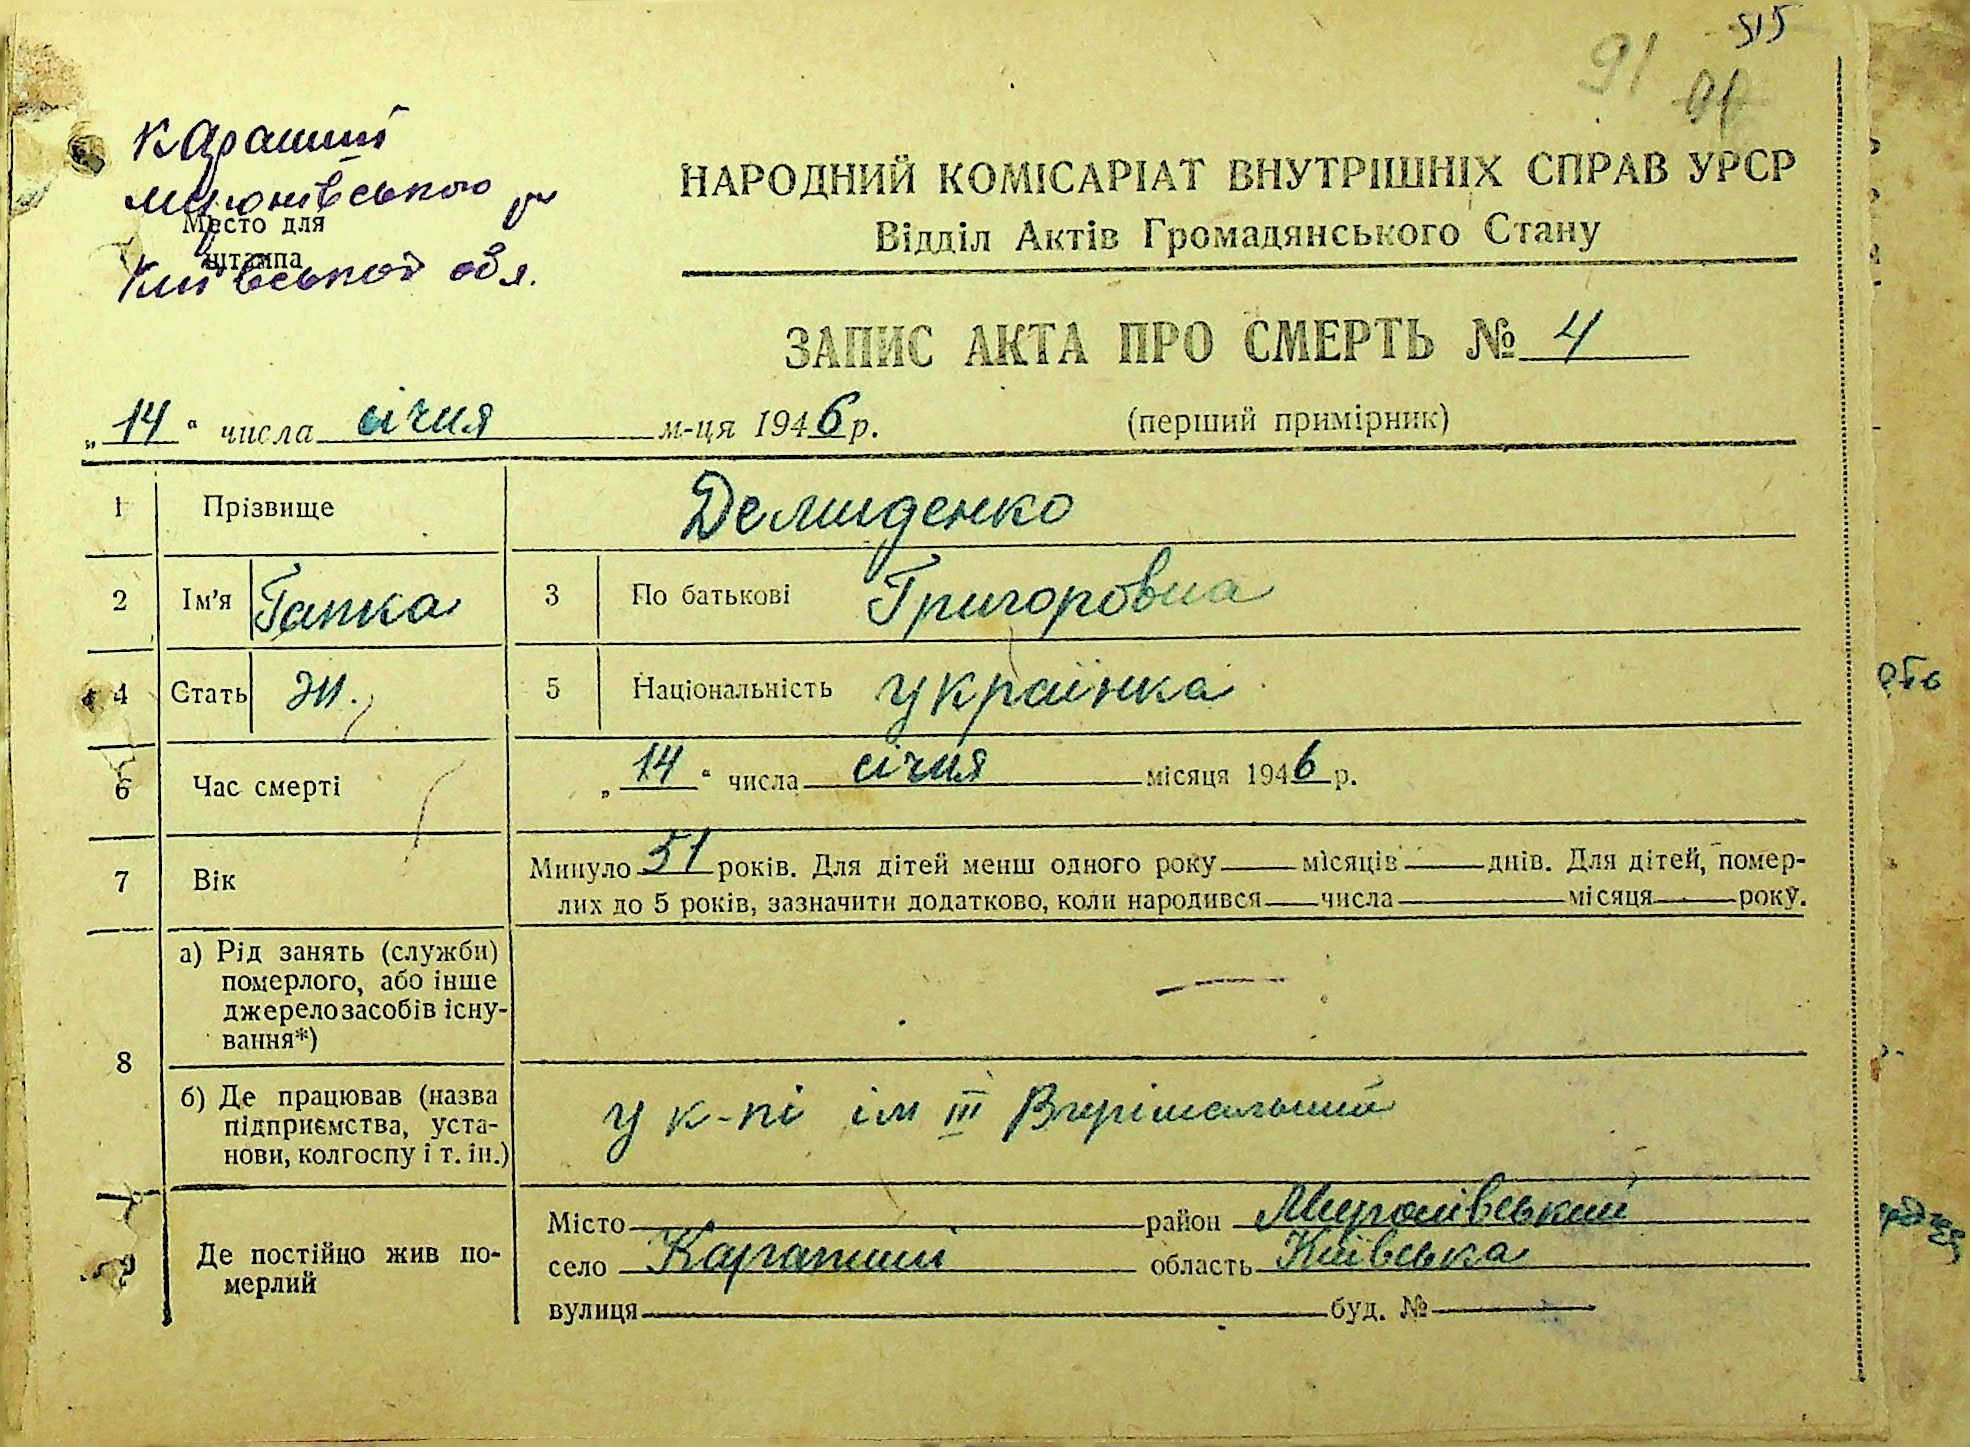 515
91
Карапиші
Миронівського р-ну
Место для
штампа
Київської обл.
НАРОДНИЙ КОМІСАРІАТ ВНУТРІШНІХ СПРАВ УРСР
Відділ Актів Громадянського Стану
ЗАПИС АКТА ПРО СМЕРТЬ № 4
„14“ числа січня м-ця 1946 р. (перший примірник)
1 Прізвище Демиденко
2 Ім'я Гапка 3 По батькові Григоровна
4 Стать Ж. 5 Національність українка
6 Час смерті „14“ числа січня місяця 1946 р.
7 Вік Минуло 51 років. Для дітей менш одного року місяців днів. Для дітей, помер-
лих до 5 років, зазначити додатково, коли народився числа місяця року.
8 а) Рід занять (служби)
померлого, або інше
джерело засобів існу-
вання*) —
б) Де працював (назва
підприємства, уста-
нови, колгоспу і т. ін.) у к-пі ім III Вирішальний
9 Де постійно жив по-
мерлий
Місто район Миронівський
село Карапиші область Київська
вулиця буд. №